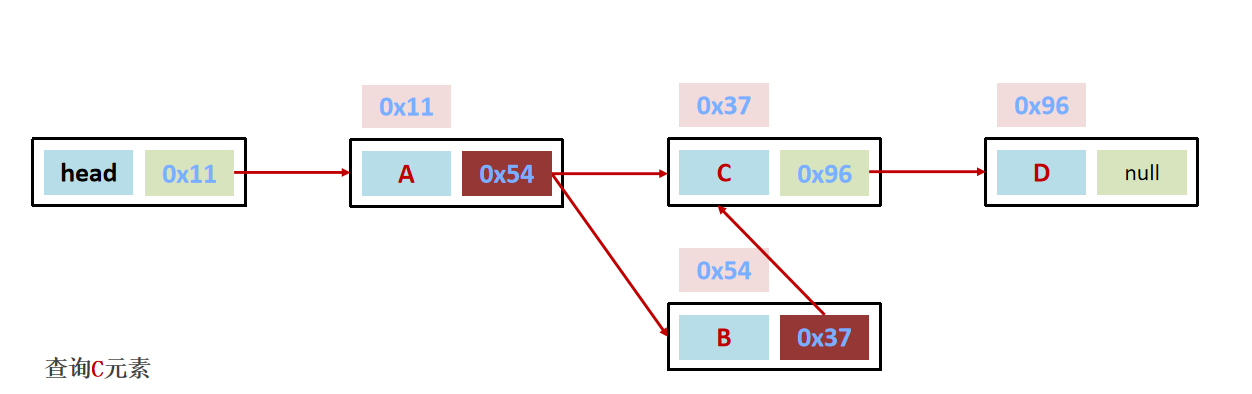 0x11
0x37
0x96
head 0x11
A 0x54
C 0x96
D null
0x54
B 0x37
查询C元素